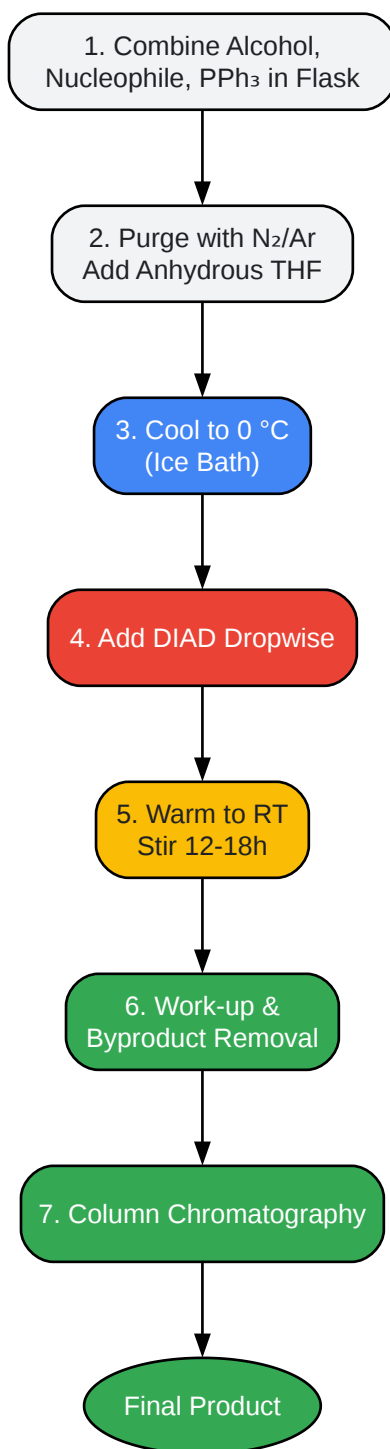 1. Combine Alcohol,
Nucleophile, PPh₃ in Flask
2. Purge with N₂/Ar
Add Anhydrous THF
3. Cool to 0 °C
(Ice Bath)
4. Add DIAD Dropwise
5. Warm to RT
Stir 12-18h
6. Work-up &
Byproduct Removal
7. Column Chromatography
Final Product